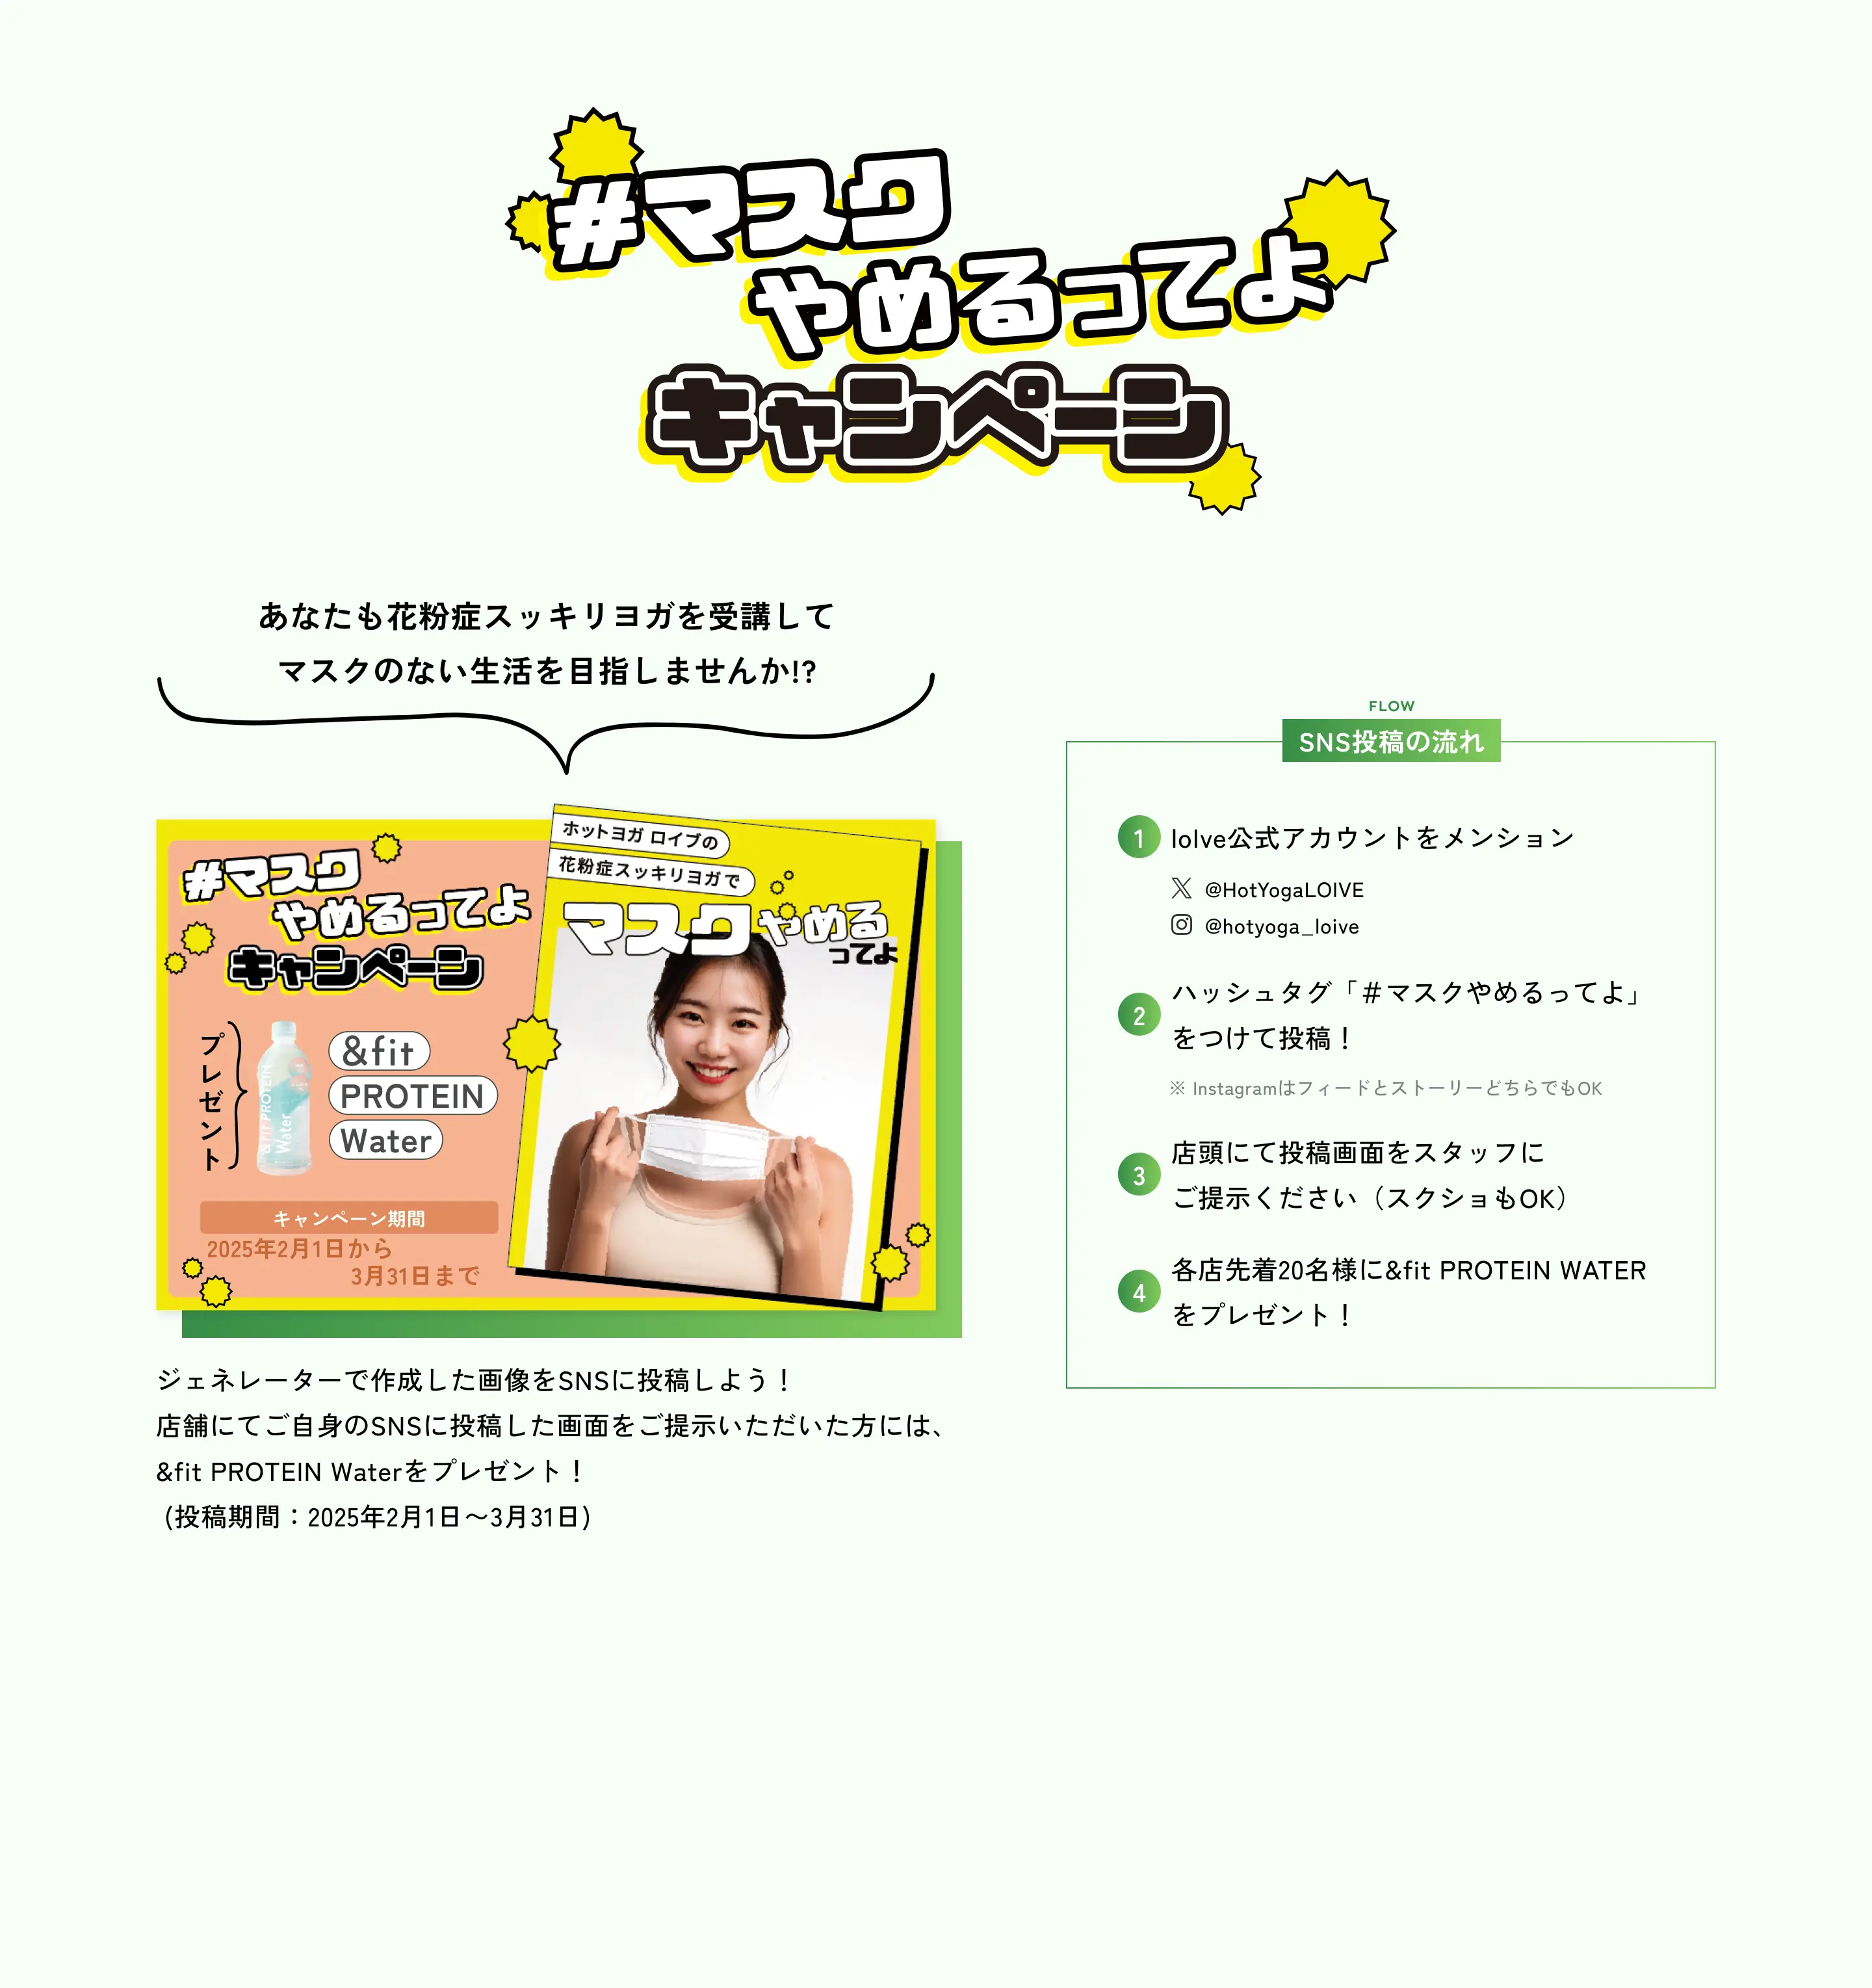 #マスク
やめるってよ
キャンペーン
あなたも花粉症スッキリヨガを受講して
マスクのない生活を目指しませんか!?
#マスク
やめるってよ
キャンペーン
プレゼント
&fit PROTEIN
Water
&fit
PROTEIN
Water
キャンペーン期間
2025年2月1日から
3月31日まで
ホットヨガ ロイブの
花粉症スッキリヨガで
マスクやめる
ってよ
ジェネレーターで作成した画像をSNSに投稿しよう！
店舗にてご自身のSNSに投稿した画面をご提示いただいた方には、
&fit PROTEIN Waterをプレゼント！
(投稿期間：2025年2月1日〜3月31日)
FLOW
SNS投稿の流れ
1 loIve公式アカウントをメンション
@HotYogaLOIVE
@hotyoga_loive
2 ハッシュタグ「＃マスクやめるってよ」
をつけて投稿！
※ InstagramはフィードとストーリーどちらでもOK
3 店頭にて投稿画面をスタッフに
ご提示ください（スクショもOK）
4 各店先着20名様に&fit PROTEIN WATER
をプレゼント！